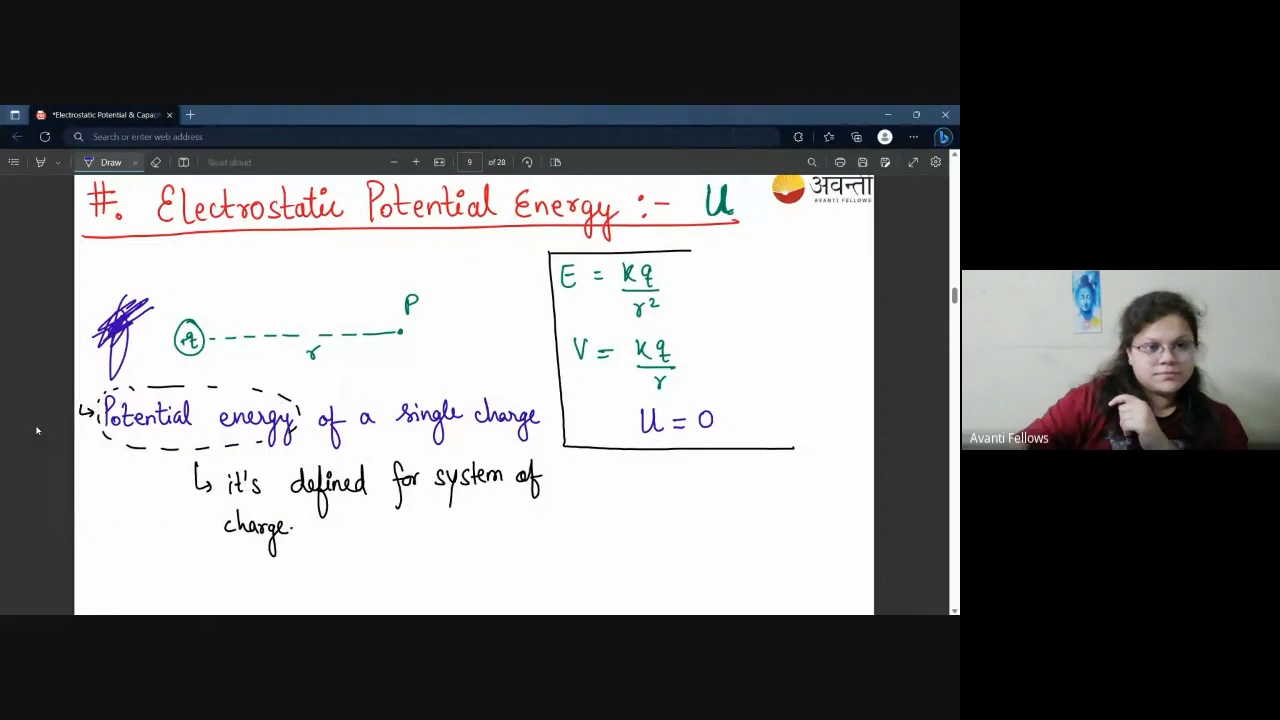 *Electrostatic Potential & Capac
Search or enter web address
Draw
Read aloud
9 of 28
#. Electrostatic Potential Energy :- U
अवन्ती
AVANTI FELLOWS
E = kq/r²
P
q
r
V = kq/r
Potential energy of a single charge
U = 0
it's defined for system of
charge.
Avanti Fellows